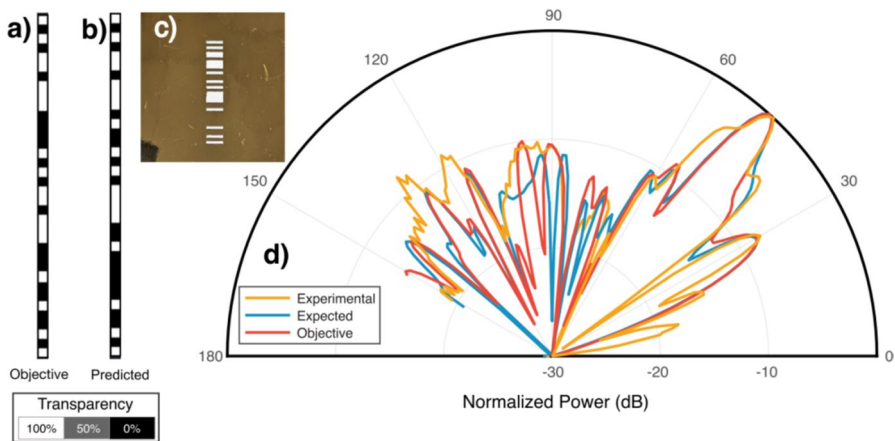 a)
b)
c)
90
120
60
150
30
d)
Experimental
Expected
Objective
180
0
-30
-20
-10
Objective
Predicted
Normalized Power (dB)
Transparency
100%
50%
0%